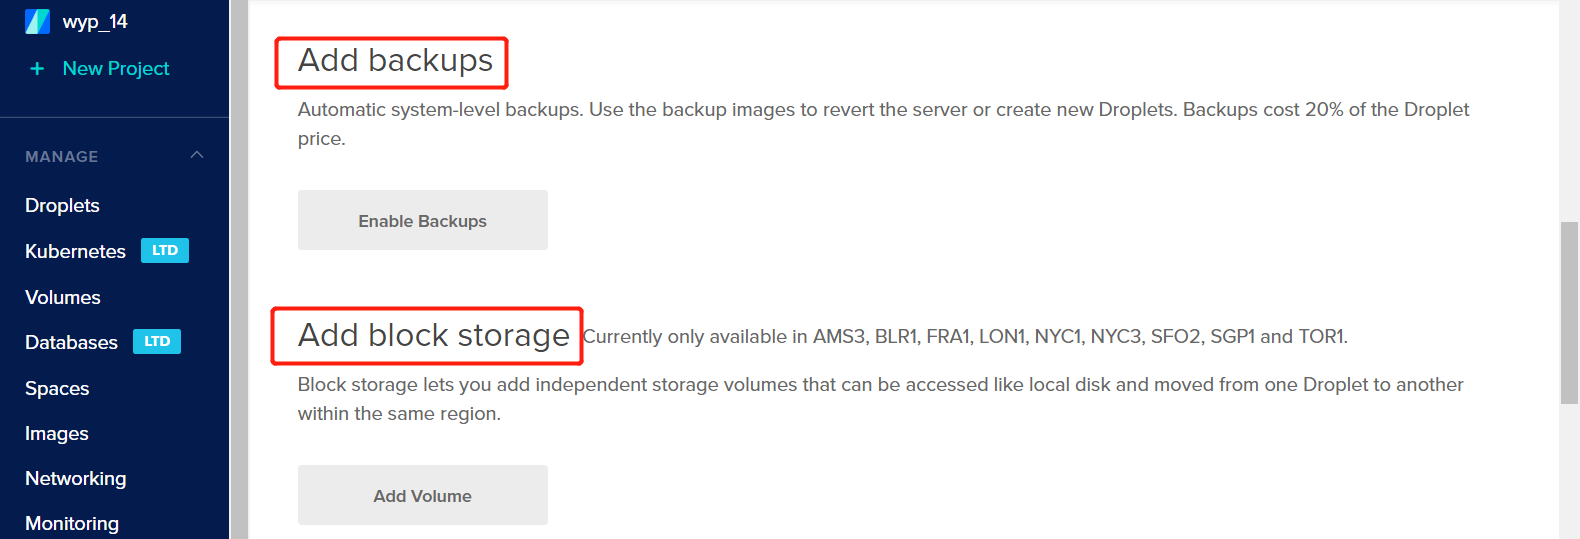 wyp_14
+ New Project
MANAGE
Droplets
Kubernetes LTD
Volumes
Databases LTD
Spaces
Images
Networking
Monitoring
Add backups
Automatic system-level backups. Use the backup images to revert the server or create new Droplets. Backups cost 20% of the Droplet
price.
Enable Backups
Add block storage Currently only available in AMS3, BLR1, FRA1, LON1, NYC1, NYC3, SFO2, SGP1 and TOR1.
Block storage lets you add independent storage volumes that can be accessed like local disk and moved from one Droplet to another
within the same region.
Add Volume